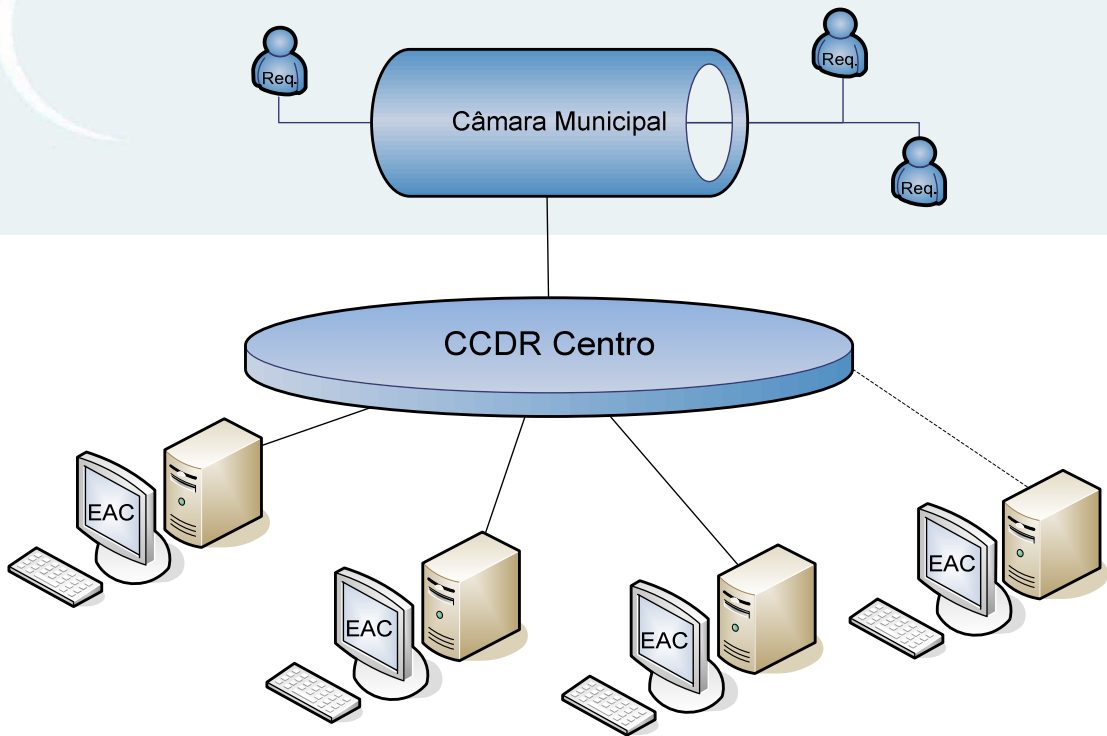 Req.
Req.
Câmara Municipal
Req.
CCDR Centro
EAC
EAC
EAC
EAC